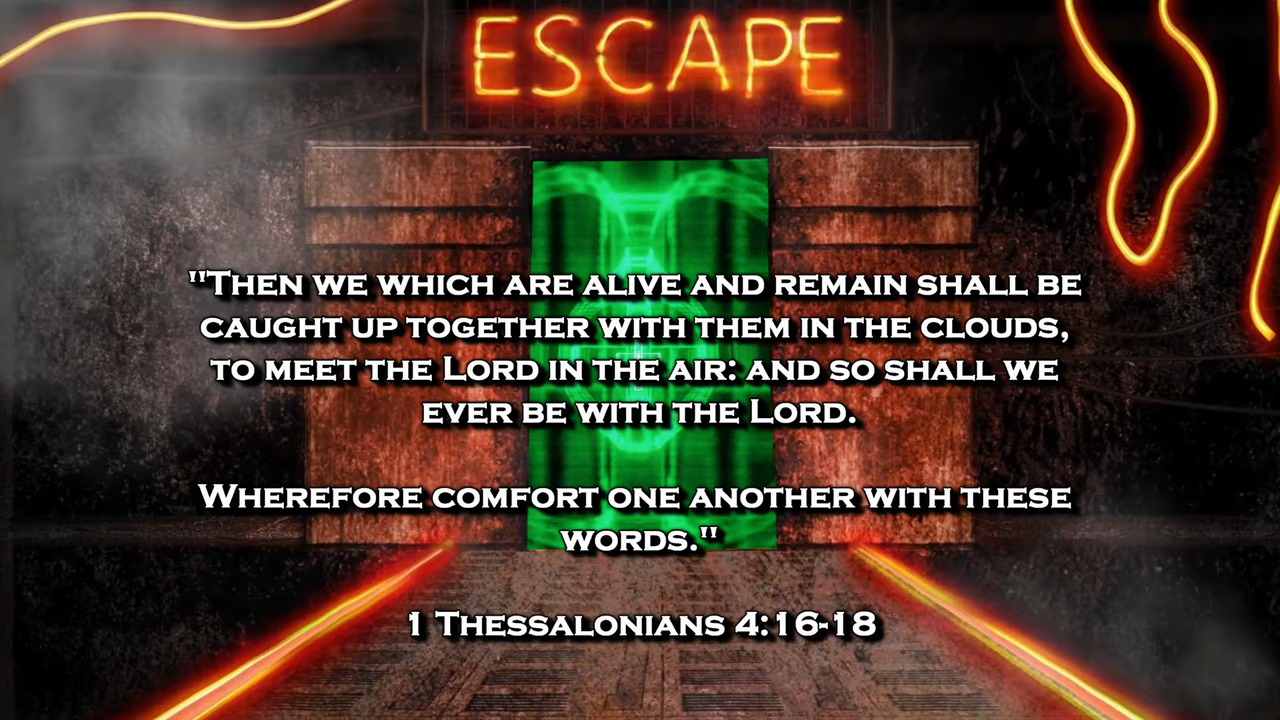 ESCAPE
"Then we which are alive and remain shall be
caught up together with them in the clouds,
to meet the Lord in the air: and so shall we
ever be with the Lord.
Wherefore comfort one another with these
words."
1 Thessalonians 4:16-18